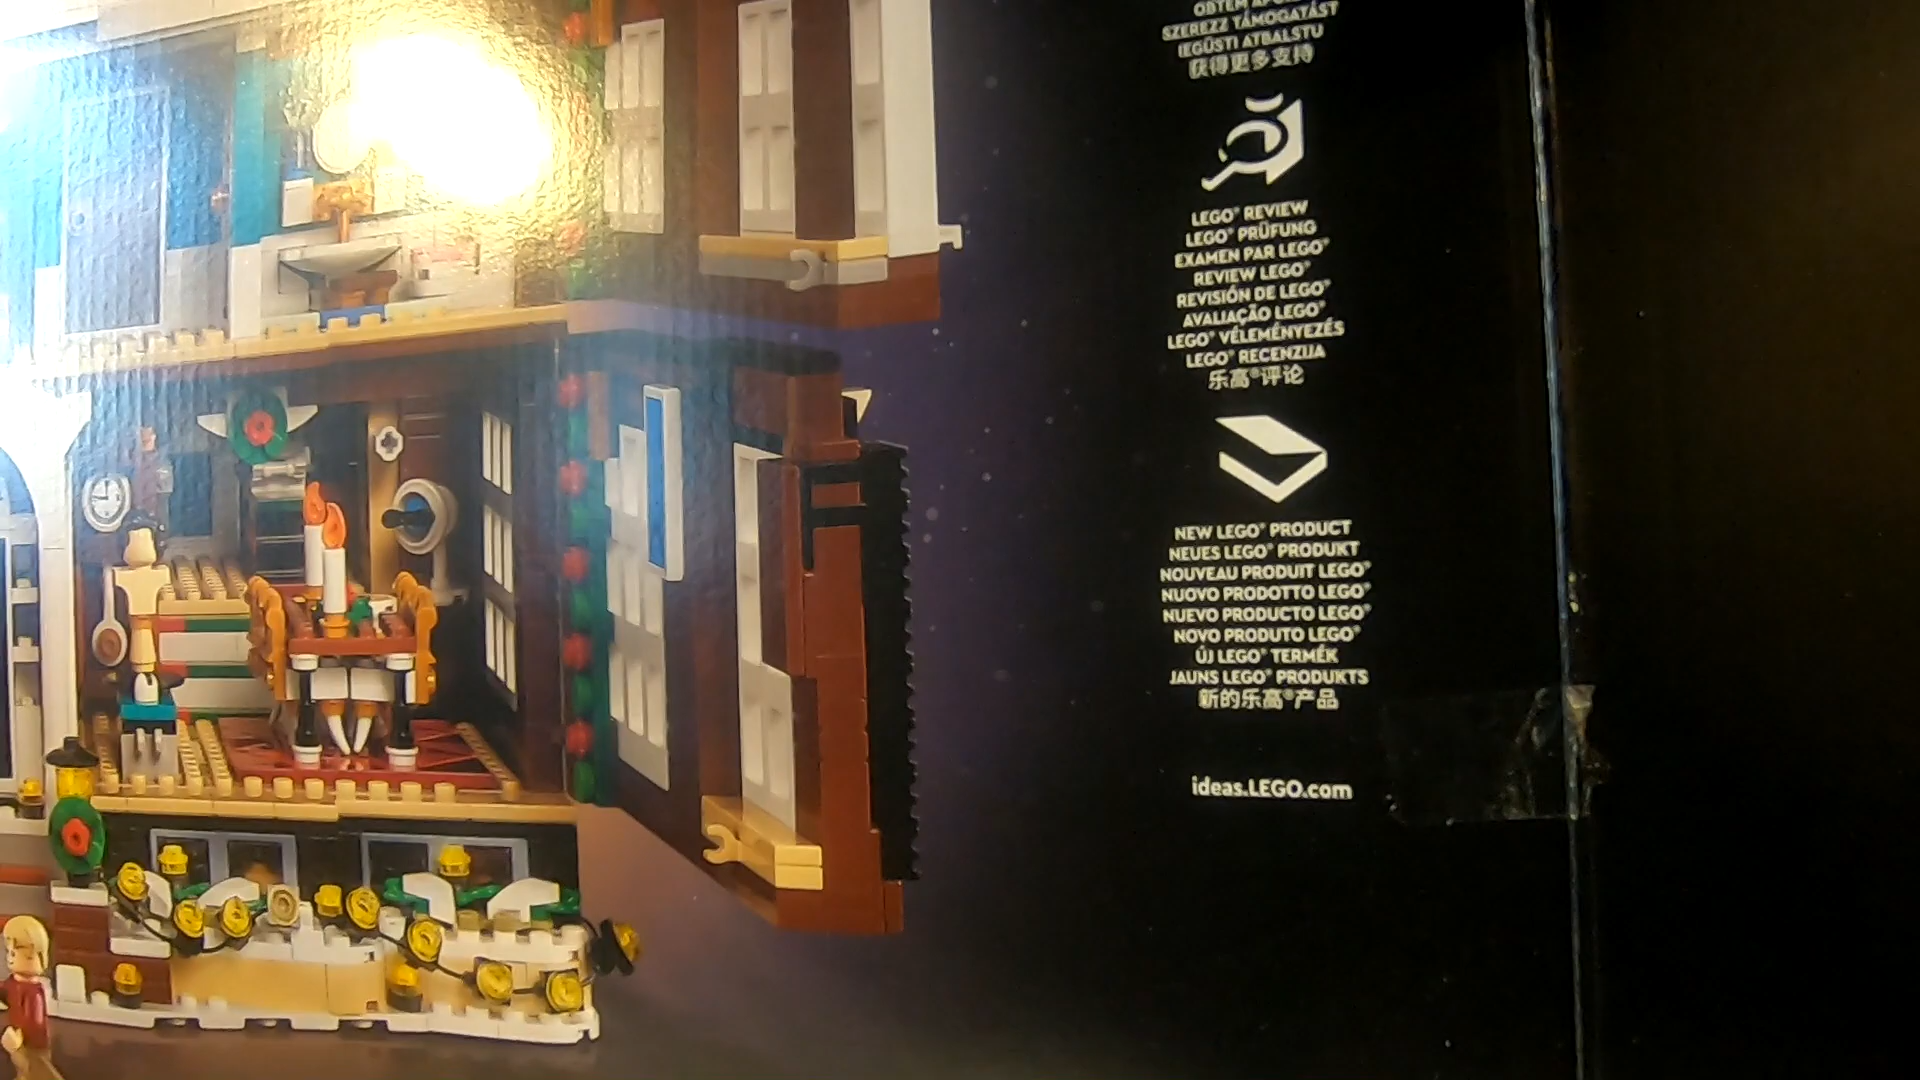 SZEREZZ TÁMOGATÁST
IEGŪSTI ATBALSTU
获得更多支持
LEGO® REVIEW
LEGO® PRÜFUNG
EXAMEN PAR LEGO®
REVIEW LEGO®
REVISIÓN DE LEGO®
AVALIAÇÃO LEGO®
LEGO® VÉLEMÉNYEZÉS
LEGO® RECENZIJA
乐高®评论
NEW LEGO® PRODUCT
NEUES LEGO® PRODUKT
NOUVEAU PRODUIT LEGO®
NUOVO PRODOTTO LEGO®
NUEVO PRODUCTO LEGO®
NOVO PRODUTO LEGO®
ÚJ LEGO® TERMÉK
JAUNS LEGO® PRODUKTS
新的乐高®产品
ideas.LEGO.com